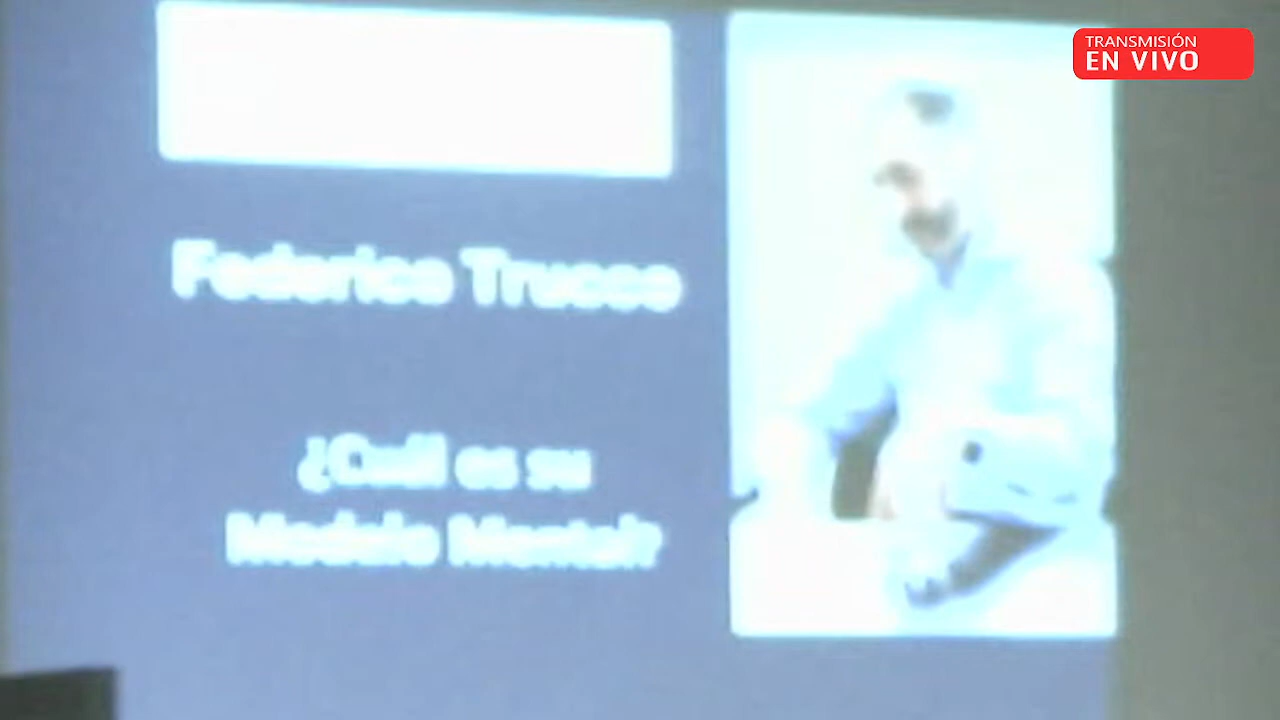 TRANSMISIÓN
EN VIVO
Federico Trucco
¿Cuál es su
Modelo Mental?